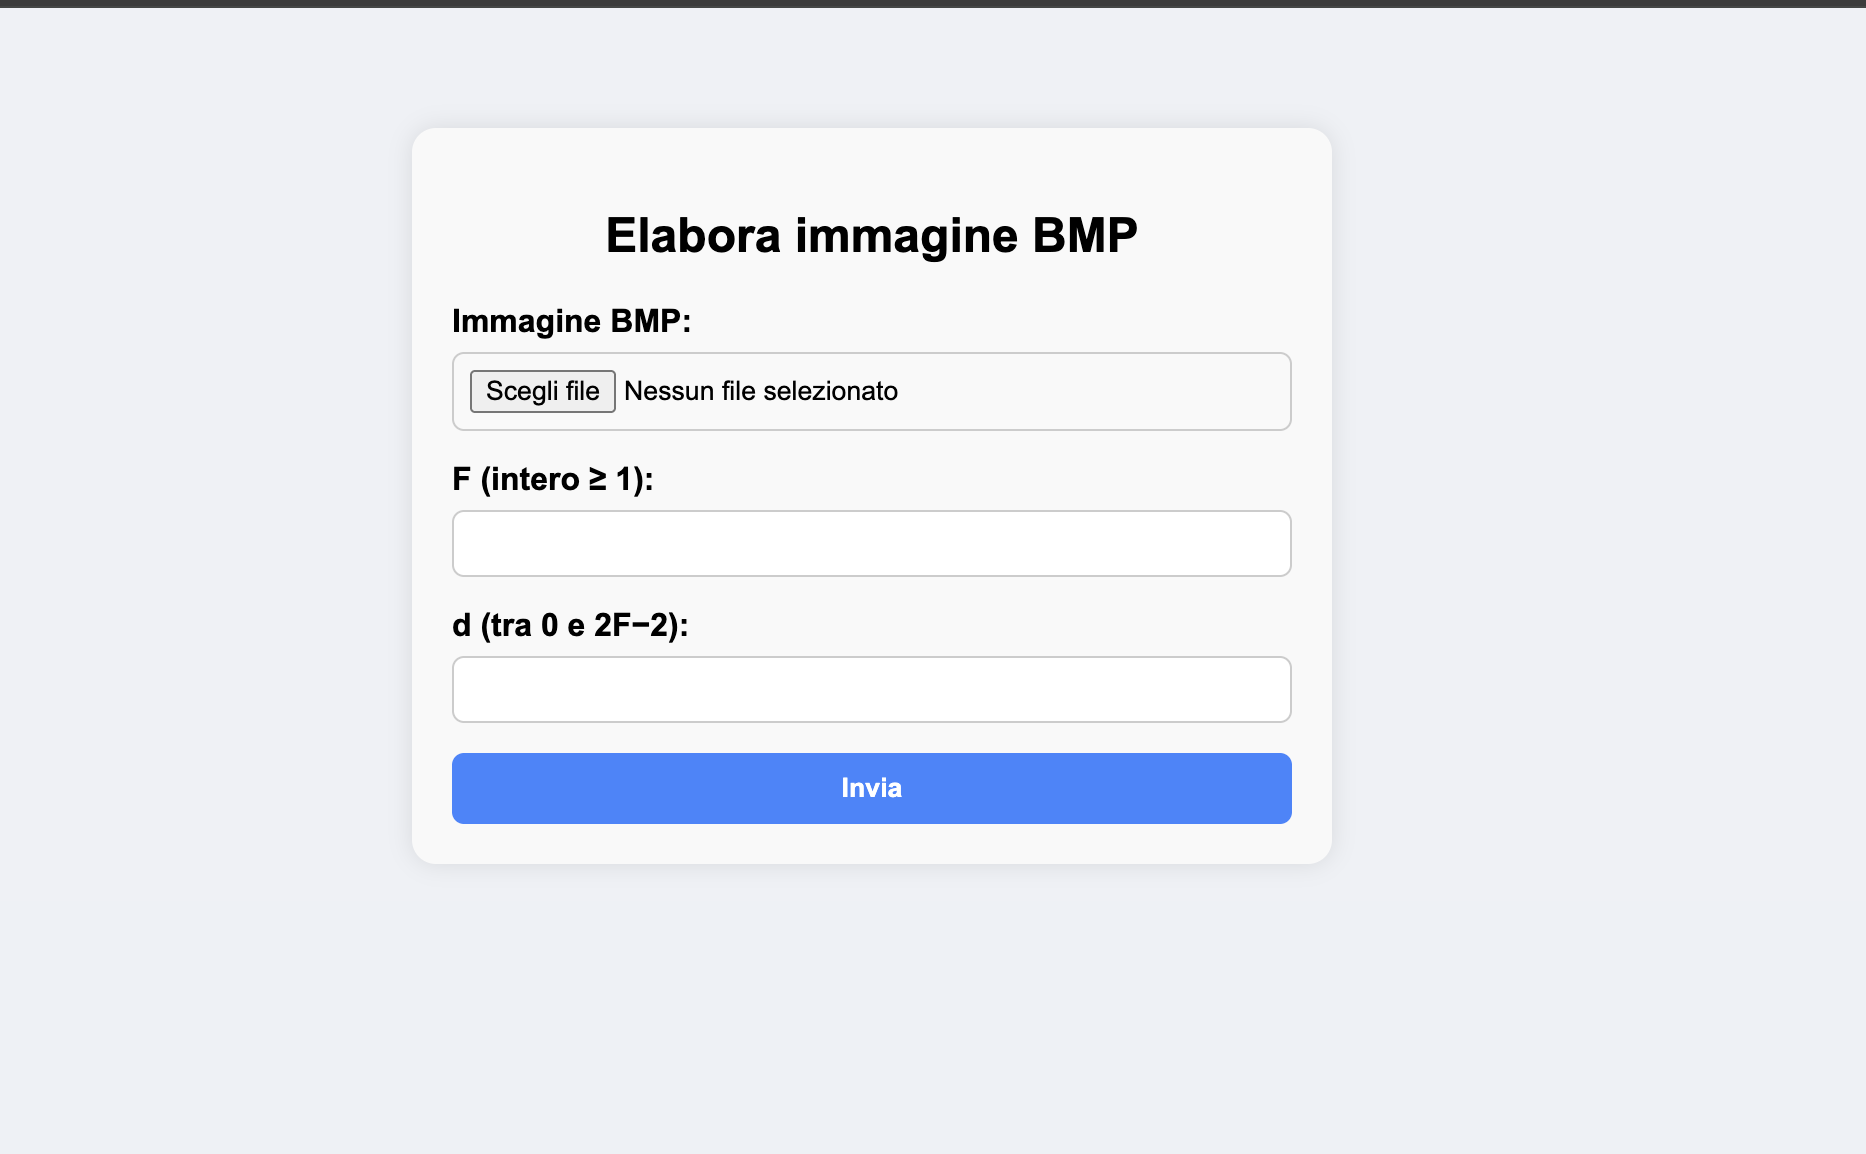 Elabora immagine BMP
Immagine BMP:
Scegli file Nessun file selezionato
F (intero ≥ 1):
d (tra 0 e 2F−2):
Invia